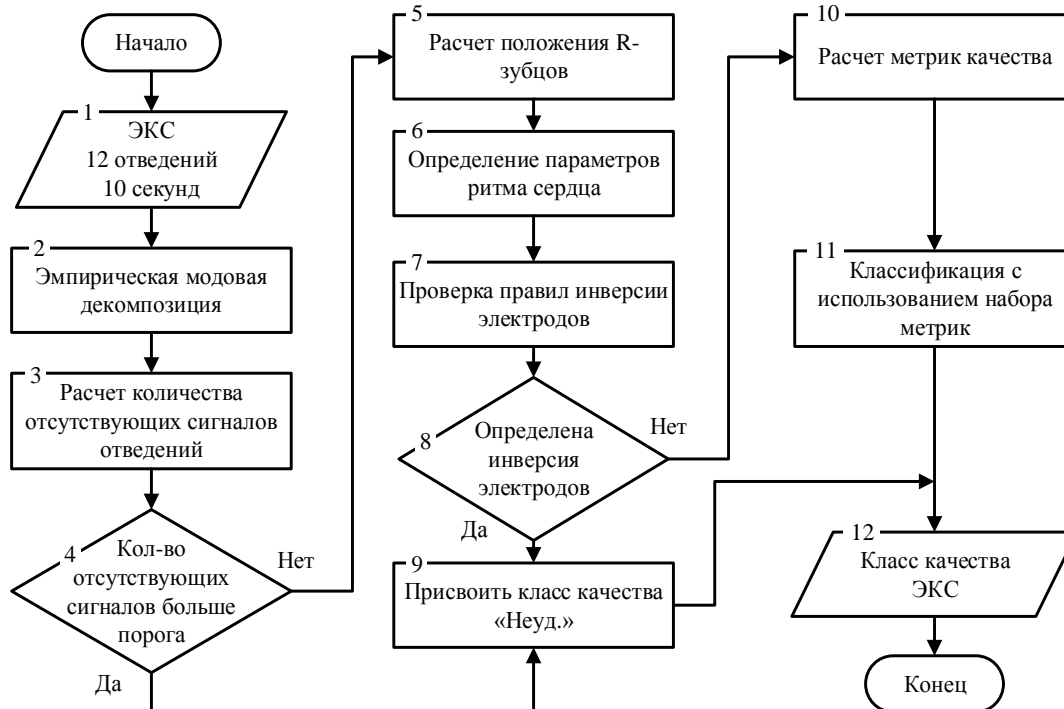 Начало
1
ЭКС
12 отведений
10 секунд
2
Эмпирическая модовая
декомпозиция
3
Расчет количества
отсутствующих сигналов
отведений
4
Кол-во
отсутствующих
сигналов больше
порога
Нет
Да
5
Расчет положения R-
зубцов
6
Определение параметров
ритма сердца
7
Проверка правил инверсии
электродов
8
Определена
инверсия
электродов
Нет
Да
9
Присвоить класс качества
«Неуд.»
10
Расчет метрик качества
11
Классификация с
использованием набора
метрик
12
Класс качества
ЭКС
Конец